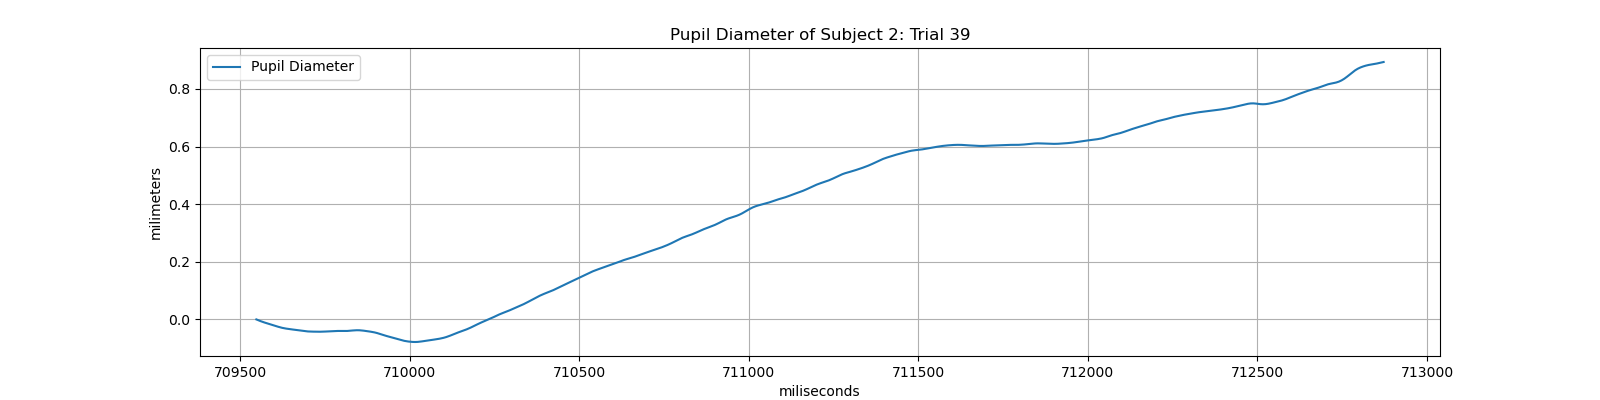 Pupil Diameter of Subject 2: Trial 39
Pupil Diameter
milimeters
0.8
0.6
0.4
0.2
0.0
709500 710000 710500 711000 711500 712000 712500 713000
miliseconds